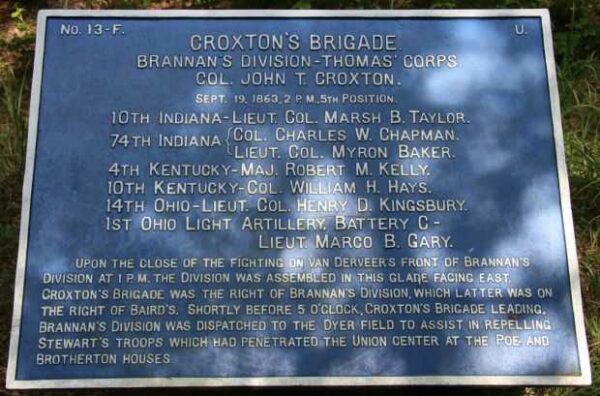 No. 13-F. U.
CROXTON'S BRIGADE.
BRANNAN'S DIVISION-THOMAS' CORPS
COL. JOHN T. CROXTON.
SEPT. 19, 1863, 2 P.M., 5TH POSITION.
10TH INDIANA-LIEUT. COL. MARSH B. TAYLOR.
74TH INDIANA { COL. CHARLES W. CHAPMAN.
LIEUT. COL. MYRON BAKER.
4TH KENTUCKY-MAJ. ROBERT M. KELLY.
10TH KENTUCKY-COL. WILLIAM H. HAYS.
14TH OHIO-LIEUT. COL. HENRY D. KINGSBURY.
1ST OHIO LIGHT ARTILLERY, BATTERY C-
LIEUT. MARCO B. GARY.
UPON THE CLOSE OF THE FIGHTING ON VAN DERVEER'S FRONT OF BRANNAN'S
DIVISION AT 1 P.M. THE DIVISION WAS ASSEMBLED IN THIS GLADE FACING EAST.
CROXTON'S BRIGADE WAS THE RIGHT OF BRANNAN'S DIVISION, WHICH LATTER WAS ON
THE RIGHT OF BAIRD'S. SHORTLY BEFORE 5 O'CLOCK, CROXTON'S BRIGADE LEADING,
BRANNAN'S DIVISION WAS DISPATCHED TO THE DYER FIELD TO ASSIST IN REPELLING
STEWART'S TROOPS WHICH HAD PENETRATED THE UNION CENTER AT THE POE AND
BROTHERTON HOUSES.